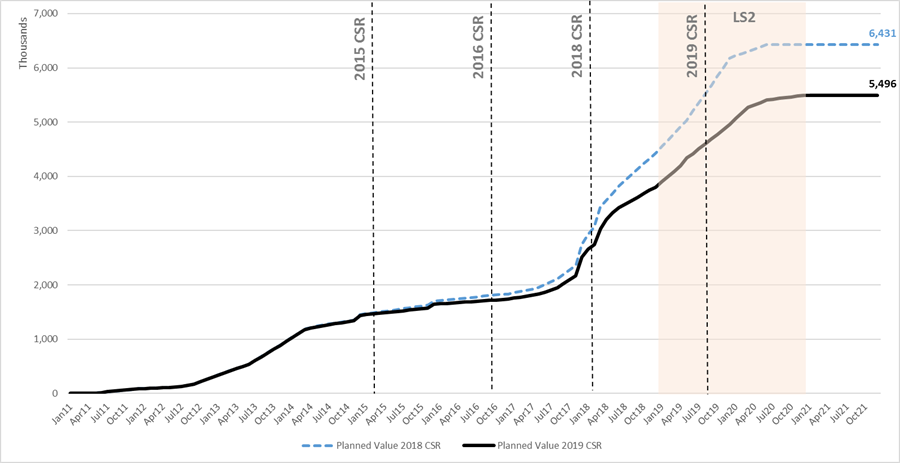 7,000
6,000
5,000
4,000
3,000
2,000
1,000
0
Thousands
2015 CSR
2016 CSR
2018 CSR
2019 CSR
LS2
6,431
5,496
Jan11
Apr11
Jul11
Oct11
Jan12
Apr12
Jul12
Oct12
Jan13
Apr13
Jul13
Oct13
Jan14
Apr14
Jul14
Oct14
Jan15
Apr15
Jul15
Oct15
Jan16
Apr16
Jul16
Oct16
Jan17
Apr17
Jul17
Oct17
Jan18
Apr18
Jul18
Oct18
Jan19
Apr19
Jul19
Oct19
Jan20
Apr20
Jul20
Oct20
Jan21
Apr21
Jul21
Oct21
Planned Value 2018 CSR
Planned Value 2019 CSR